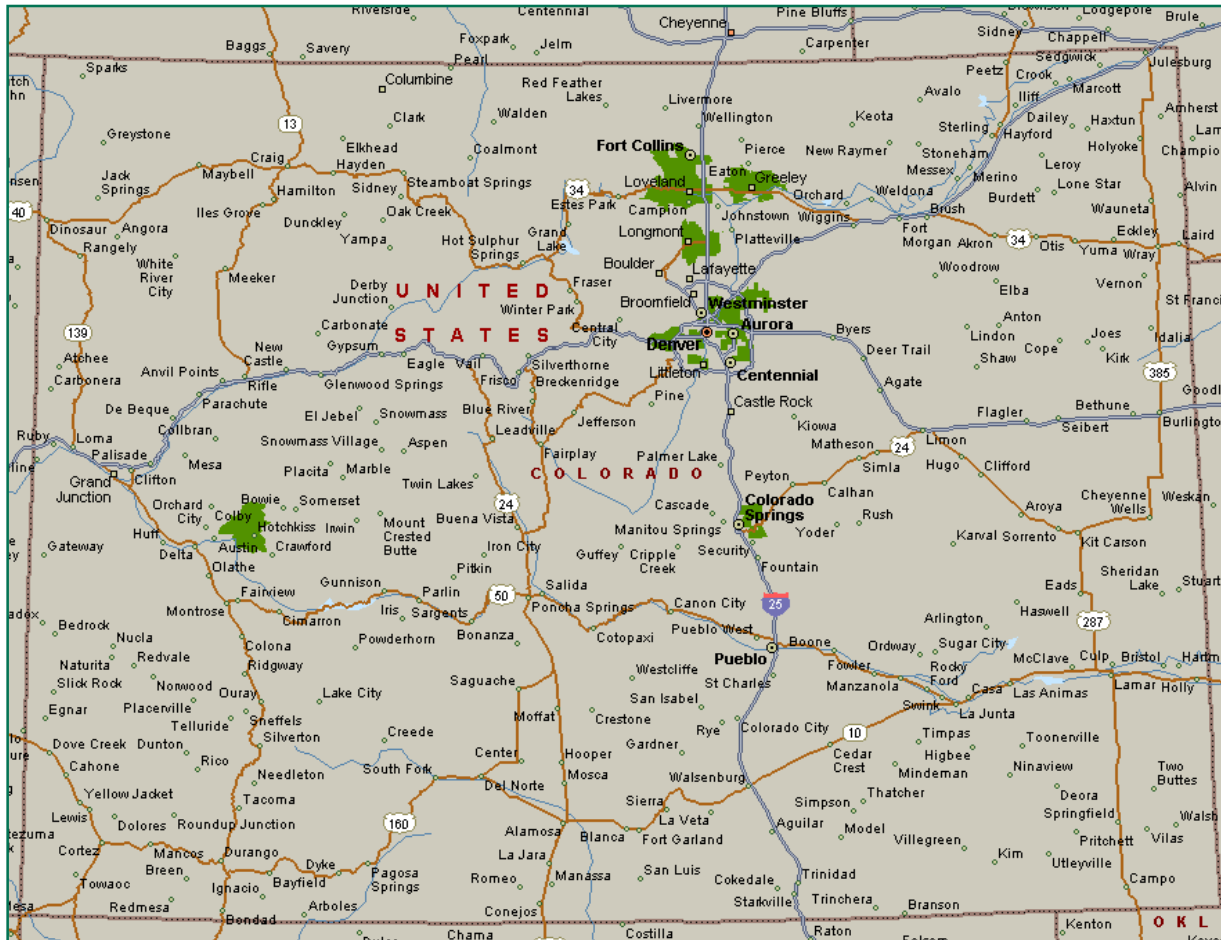 Riverside
Centennial
Cheyenne
Pine Bluffs
Lodgepole
Brule
Sidney
Chappell
Baggs
Savery
Foxpark
Jelm
Pearl
Carpenter
Sedgwick
Julesburg
Sparks
Columbine
Red Feather
Lakes
Peetz
Crook
Marcott
Livermore
Avalo
Iliff
Amherst
Greystone
13
Clark
Walden
Wellington
Keota
Sterling
Dailey
Haxtun
Hayford
Holyoke
Craig
Elkhead
Hayden
Coalmont
Fort Collins
Pierce
New Raymer
Stoneham
Leroy
Maybell
Jack
Springs
Hamilton
Sidney
Steamboat Springs
34
Loveland
Eaton
Greeley
Messex
Merino
Lone Star
Alvin
40
Iles Grove
Dunckley
Oak Creek
Estes Park
Campion
Johnstown
Orchard
Weldona
Burdett
Wauneta
Wiggins
Brush
Dinosaur
Angora
Rangely
Yampa
Hot Sulphur
Springs
Grand
Lake
Longmont
Platteville
Fort
Morgan
Akron
34
Otis
Eckley
Yuma
Wray
Laird
White
River
City
Meeker
Boulder
Lafayette
Woodrow
Vernon
Derby
Junction
UNITED
Fraser
Broomfield
Westminster
Elba
139
Carbonate
STATES
Winter Park
Central
City
Denver
Aurora
Byers
Anton
Lindon
Cope
Joes
Idalia
Atchee
New
Castle
Gypsum
Eagle
Vail
Silverthorne
Deer Trail
Shaw
Kirk
Carbonera
Anvil Points
Rifle
Glenwood Springs
Frisco
Breckenridge
Littleton
Centennial
385
De Beque
Parachute
El Jebel
Snowmass
Blue River
Pine
Castle Rock
Agate
Flagler
Bethune
Collbran
Leadville
Jefferson
Kiowa
Seibert
Burlington
Ruby
Loma
Snowmass Village
Aspen
Fairplay
Matheson
24
Limon
Palisade
Mesa
Placita
Marble
COLORADO
Palmer Lake
Peyton
Simla
Hugo
Clifford
Grand
Junction
Clifton
Twin Lakes
24
Calhan
Cheyenne
Wells
Weskan
Orchard
City
Bowie
Somerset
Colorado
Springs
Cascade
Colby
Hotchkiss
Irwin
Mount
Crested
Butte
Buena Vista
Manitou Springs
Yoder
Rush
Aroya
Huff
Austin
Crawford
Iron City
Karval
Sorrento
Kit Carson
Gateway
Delta
Olathe
Guffey
Cripple
Creek
Security
Fountain
Sheridan
Lake
Pitkin
Eads
Montrose
Fairview
Gunnison
Parlin
50
Salida
Canon City
25
Haswell
Bedrock
Cimarron
Iris
Sargents
Poncha Springs
Arlington
287
Nucla
Colona
Powderhorn
Bonanza
Cotopaxi
Pueblo West
Boone
Ordway
Sugar City
Naturita
Redvale
Ridgway
Pueblo
Fowler
Rocky
Ford
McClave
Culp
Bristol
Slick Rock
Norwood
Ouray
Lake City
Saguache
Westcliffe
St Charles
Manzanola
Casa
Las Animas
Lamar
Holly
Egnar
Placerville
San Isabel
Swink
La Junta
Telluride
Sneffels
Moffat
Crestone
Rye
Colorado City
Dove Creek
Dunton
Silverton
Creede
10
Timpas
Toonerville
Cahone
Rico
Center
Hooper
Gardner
Cedar
Crest
Higbee
Needleton
South Fork
Mosca
Walsenburg
Mindeman
Ninaview
Two
Buttes
Yellow Jacket
Del Norte
Thatcher
Deora
Lewis
Tacoma
Sierra
Simpson
Springfield
Walsh
Dolores
Roundup Junction
160
Alamosa
La Veta
Aguilar
Model
Pritchett
Vilas
Blanca
Fort Garland
Villegreen
Cortez
Mancos
Durango
Dyke
La Jara
Kim
Utleyville
Towaoc
Breen
Ignacio
Bayfield
Pagosa
Springs
Romeo
Manassa
San Luis
Cokedale
Trinidad
Campo
Redmesa
Arboles
Conejos
Starkville
Trinchera
Branson
Bondad
Chama
Costilla
Raton
Kenton
OKL